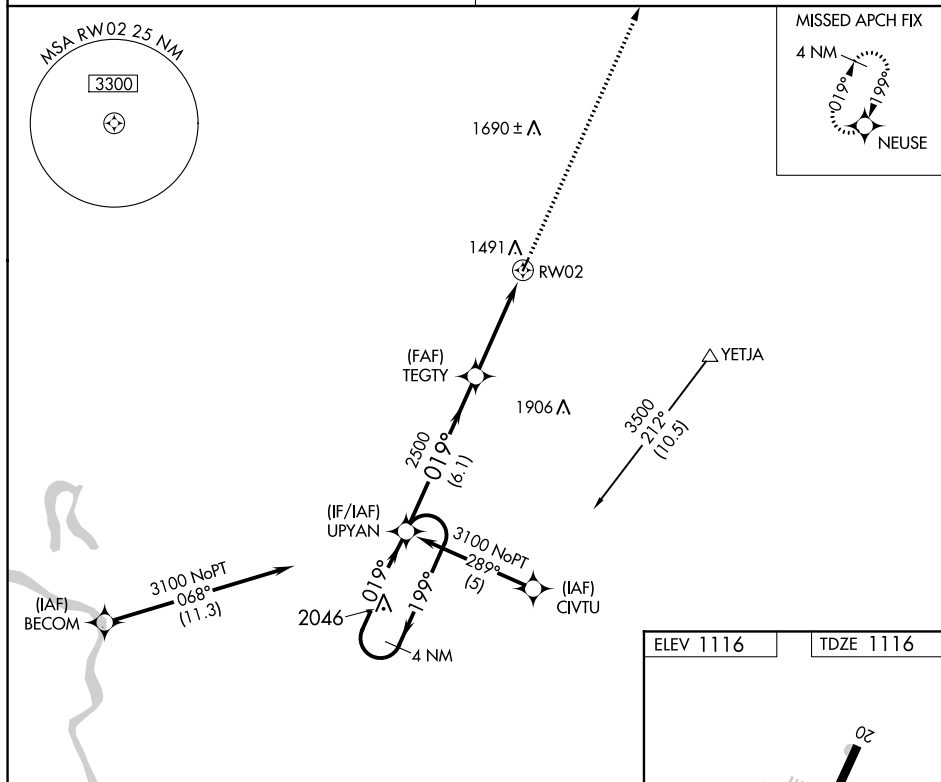 MSA RW02 25 NM
3300
MISSED APCH FIX
4 NM
019°
199°
NEUSE
1690 ±
1491
RW02
(FAF)
TEGTY
YETJA
1906
3500
212°
(10.5)
2500
019°
(6.1)
(IF/IAF)
UPYAN
3100 NoPT
289°
(5)
(IAF)
CIVTU
3100 NoPT
068°
(11.3)
(IAF)
BECOM
019°
199°
2046
4 NM
ELEV 1116
TDZE 1116
20